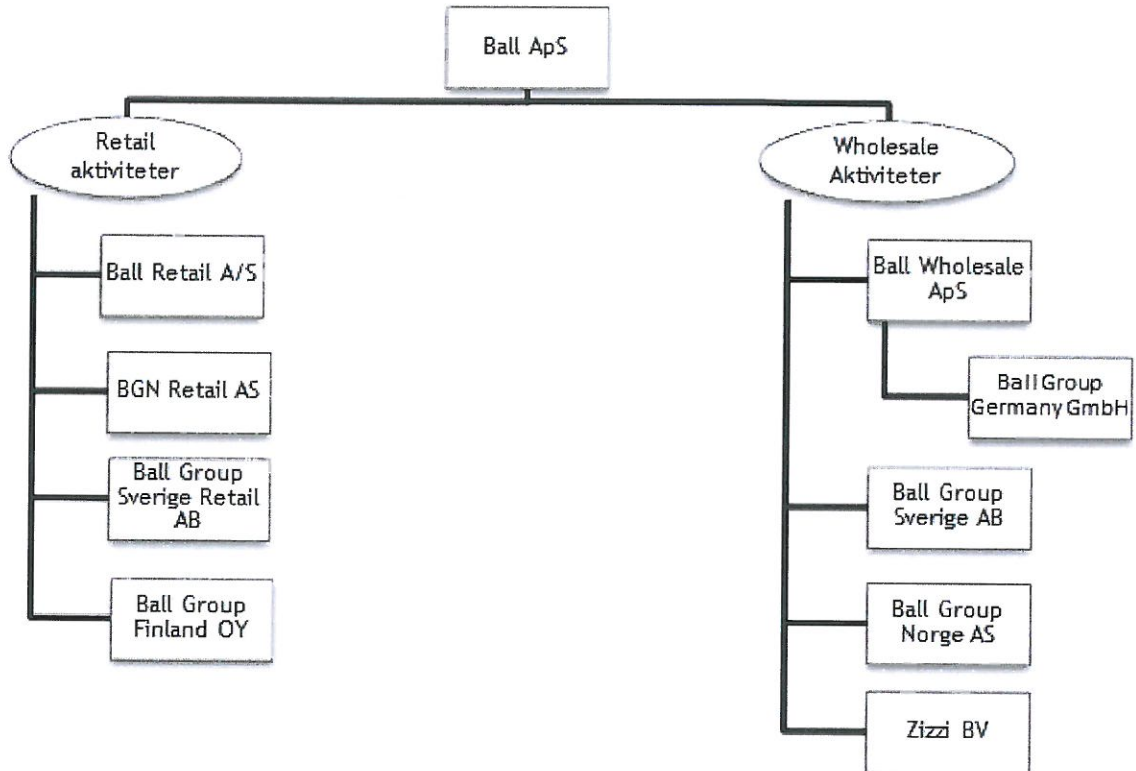 Ball ApS
Retail
aktiviteter
Ball Retail A/S
BGN Retail AS
Ball Group
Sverige Retail
AB
Ball Group
Finland OY
Wholesale
Aktiviteter
Ball Wholesale
ApS
Ball Group
Germany GmbH
Ball Group
Sverige AB
Ball Group
Norge AS
Zizzi BV